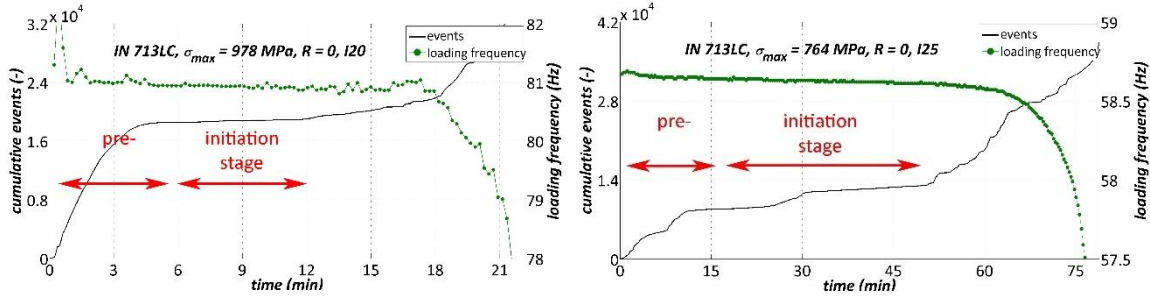 3.2 x 10⁴
82
IN 713LC, σmax = 978 MPa, R = 0, I20
events
loading frequency
2.4
81
1.6
80
0.8
79
0
78
pre-
initiation
stage
cumulative events (-)
loading frequency (Hz)
0 3 6 9 12 15 18 21
time (min)
5.6 x 10⁴
59
IN 713LC, σmax = 764 MPa, R = 0, I25
events
loading frequency
4.2
2.8
58.5
1.4
58
0
57.5
pre-
initiation
stage
cumulative events (-)
loading frequency (Hz)
0 15 30 45 60 75
time (min)